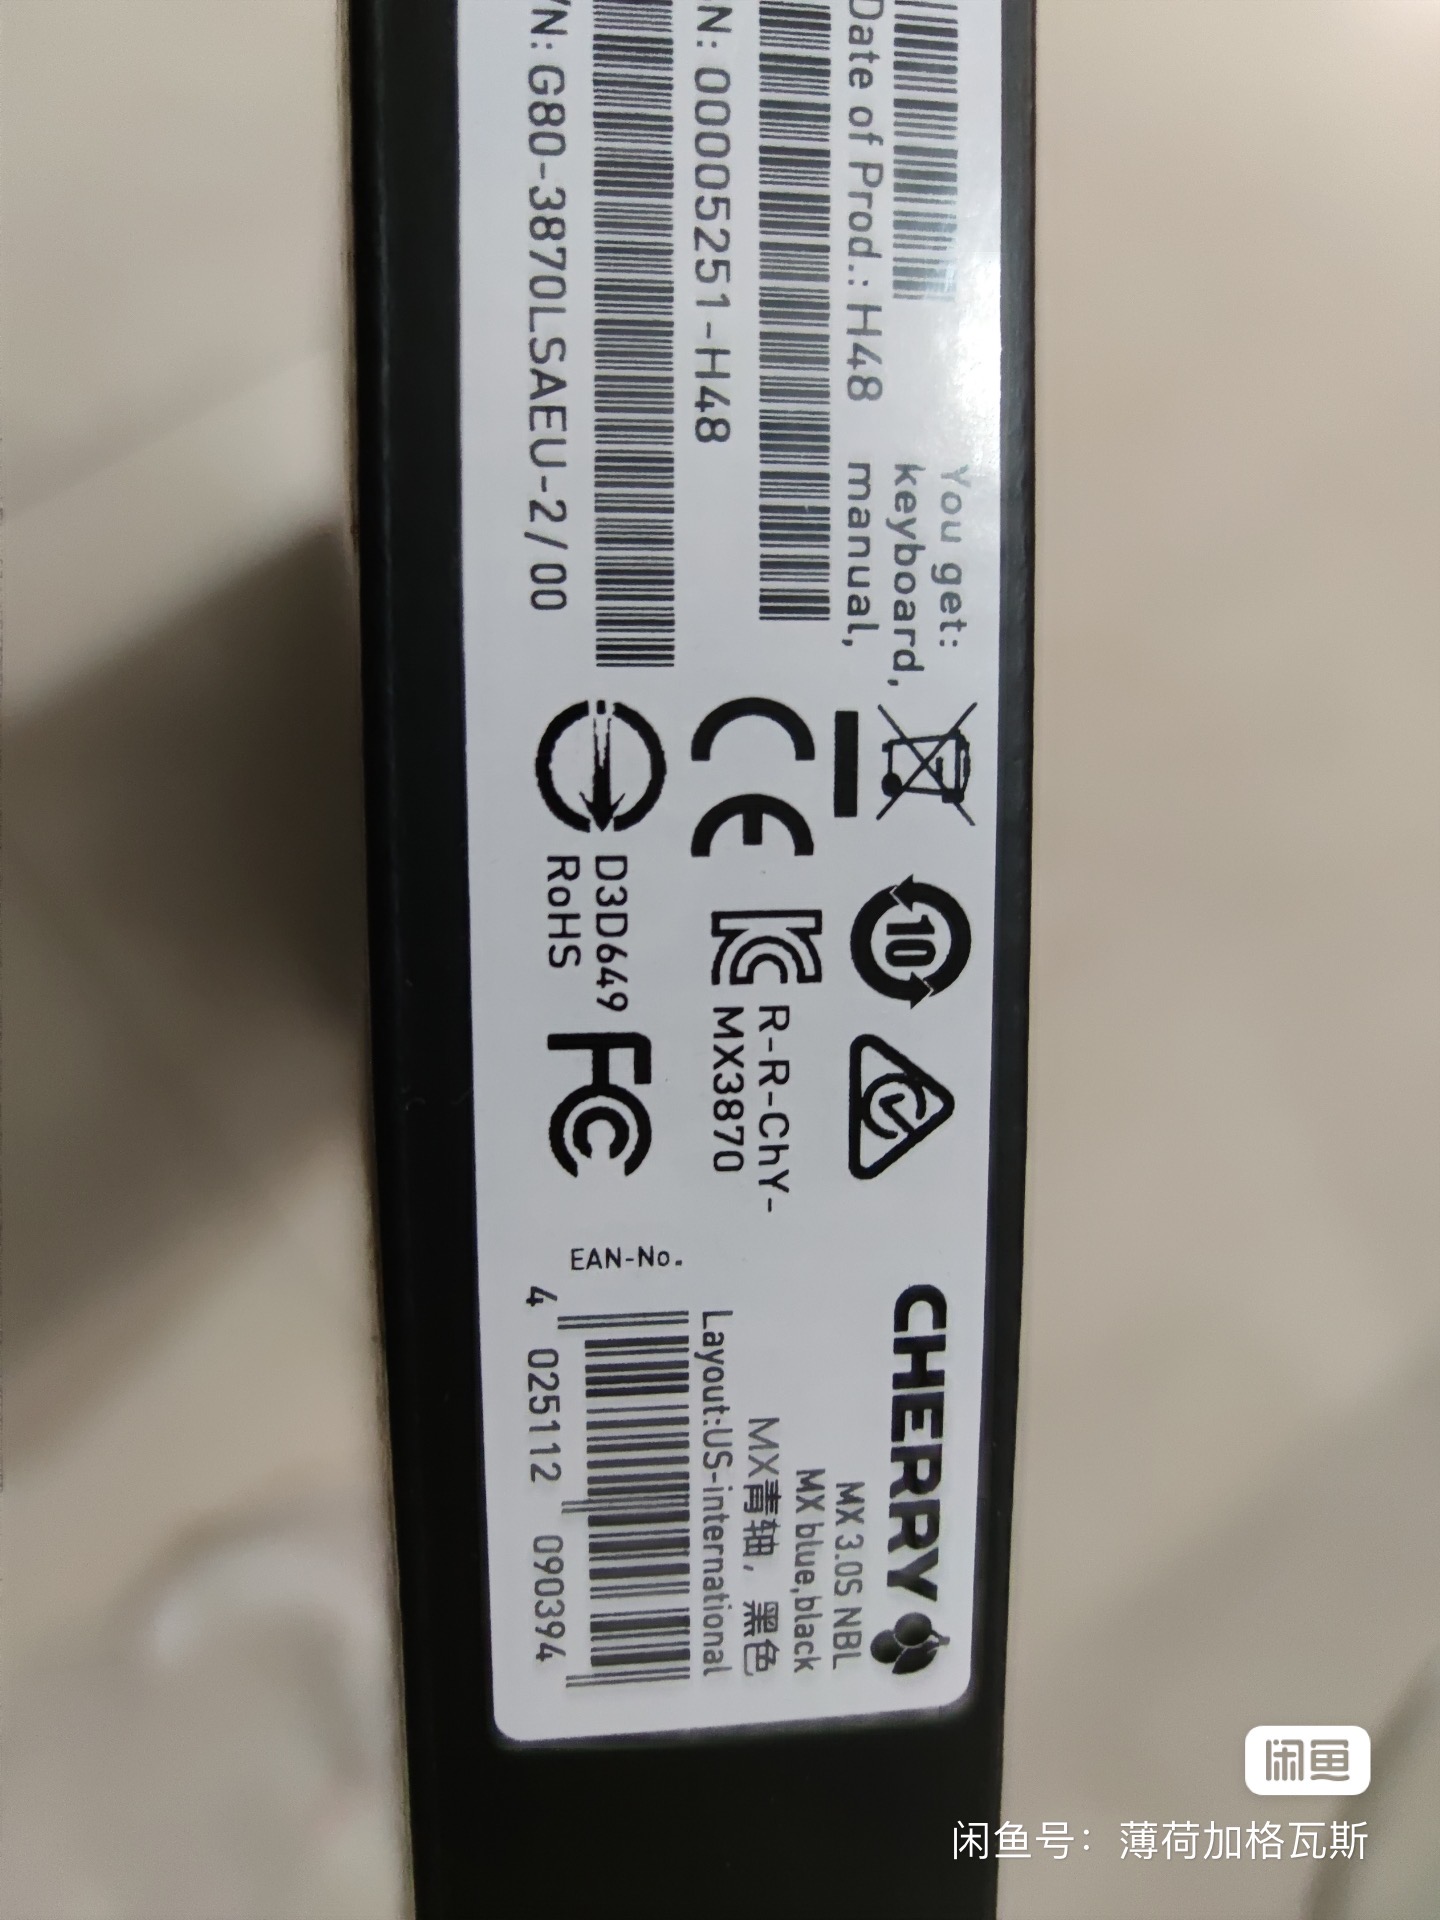 Date of Prod.: H48
N: 00005251-H48
/N: G80-3870LSAEU-2/00
You get:
keyboard,
manual,
10
R-R-ChY-
MX3870
D3D649
RoHS
FC
CHERRY
MX 3.0S NBL
MX blue,black
MX青轴, 黑色
Layout:US-international
EAN-No.
4 025112 090394
闲鱼
闲鱼号：薄荷加格瓦斯